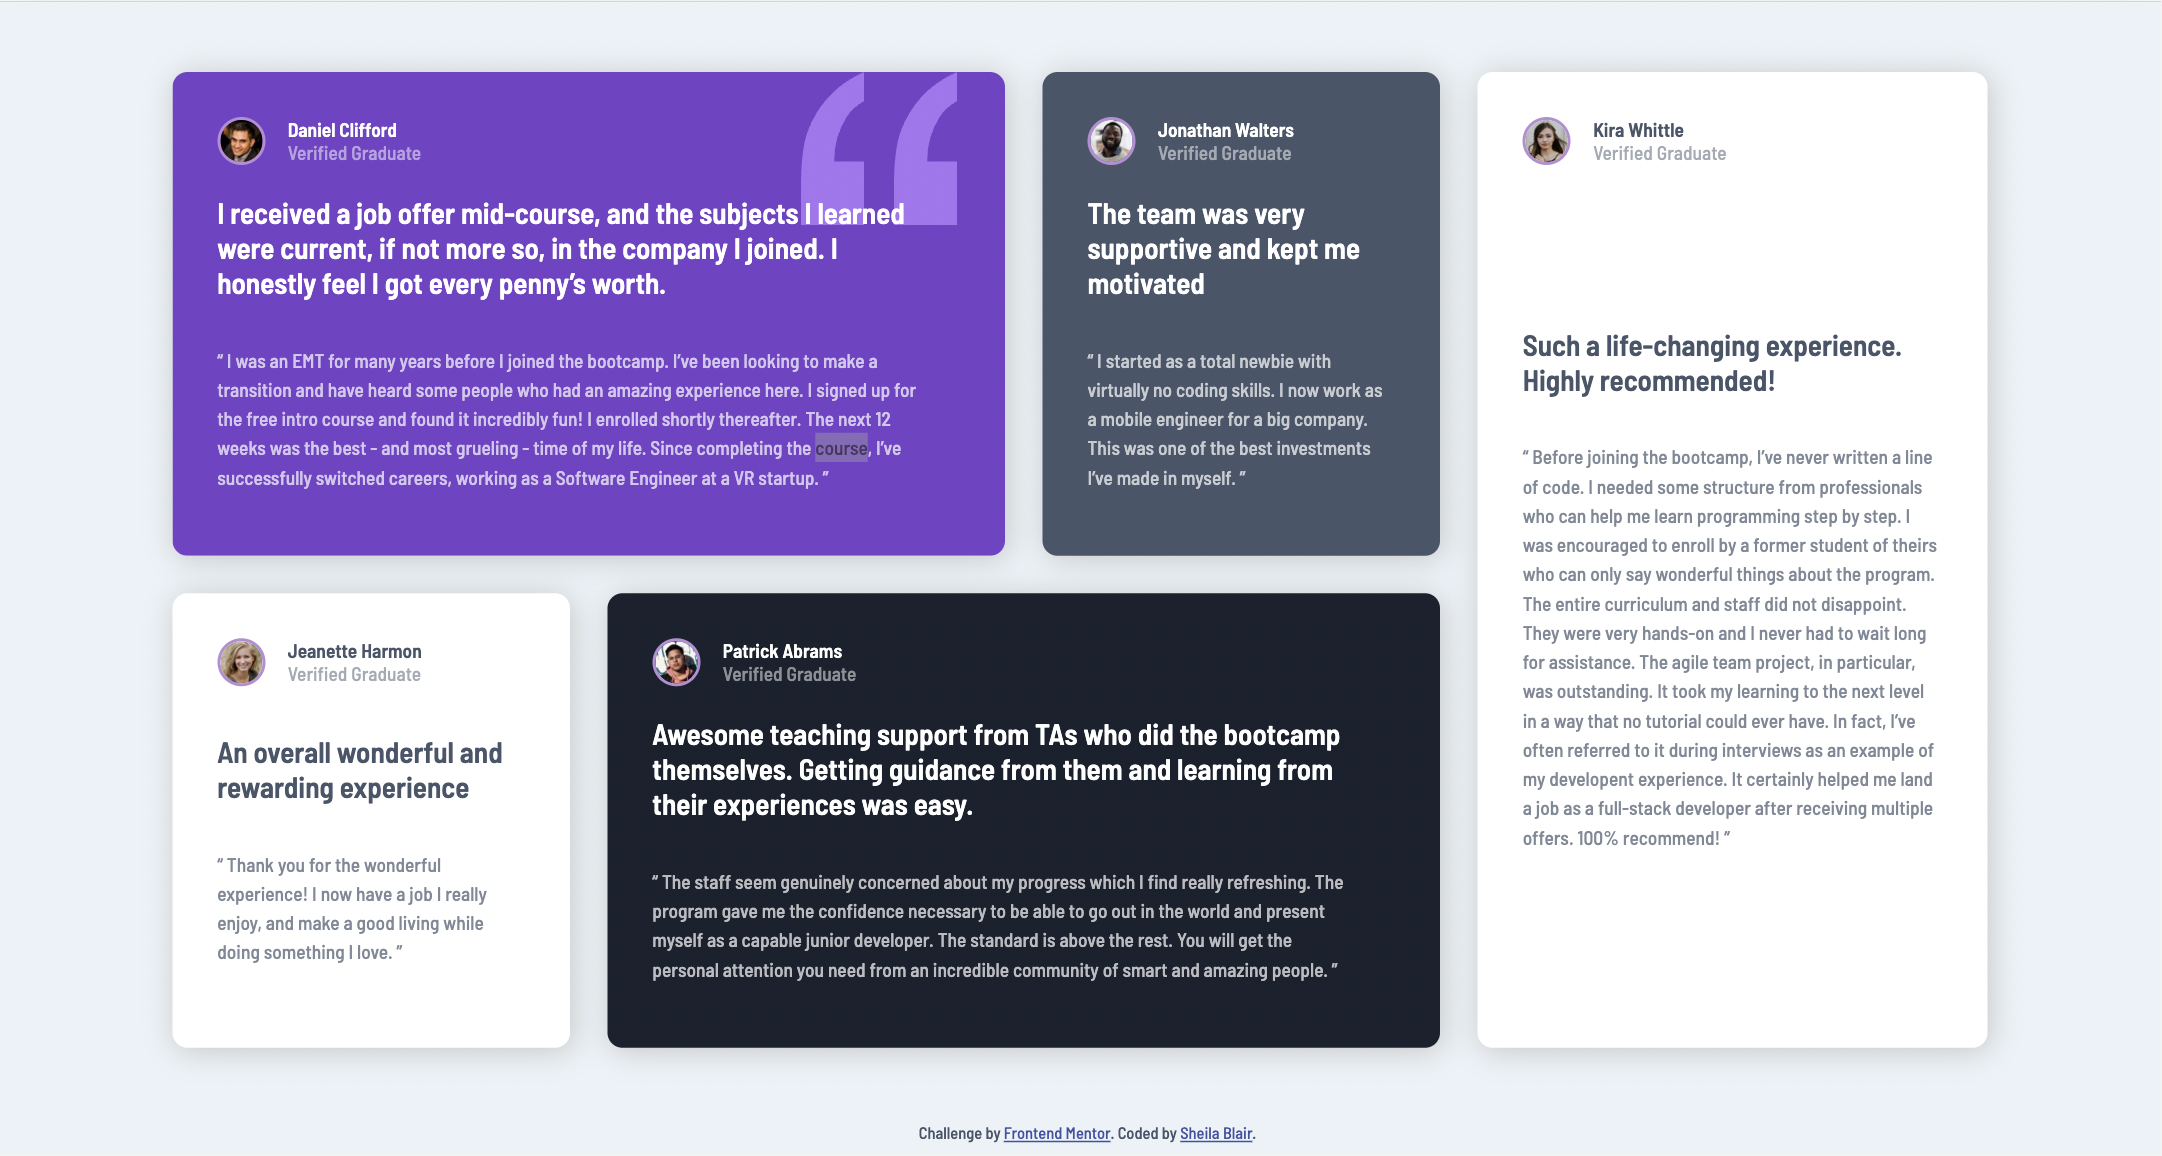 Daniel Clifford
Verified Graduate
I received a job offer mid-course, and the subjects I learned
were current, if not more so, in the company I joined. I
honestly feel I got every penny’s worth.
“ I was an EMT for many years before I joined the bootcamp. I’ve been looking to make a
transition and have heard some people who had an amazing experience here. I signed up for
the free intro course and found it incredibly fun! I enrolled shortly thereafter. The next 12
weeks was the best - and most grueling - time of my life. Since completing the course, I’ve
successfully switched careers, working as a Software Engineer at a VR startup. ”
Jonathan Walters
Verified Graduate
The team was very
supportive and kept me
motivated
“ I started as a total newbie with
virtually no coding skills. I now work as
a mobile engineer for a big company.
This was one of the best investments
I’ve made in myself. ”
Kira Whittle
Verified Graduate
Such a life-changing experience.
Highly recommended!
“ Before joining the bootcamp, I’ve never written a line
of code. I needed some structure from professionals
who can help me learn programming step by step. I
was encouraged to enroll by a former student of theirs
who can only say wonderful things about the program.
The entire curriculum and staff did not disappoint.
They were very hands-on and I never had to wait long
for assistance. The agile team project, in particular,
was outstanding. It took my learning to the next level
in a way that no tutorial could ever have. In fact, I’ve
often referred to it during interviews as an example of
my developent experience. It certainly helped me land
a job as a full-stack developer after receiving multiple
offers. 100% recommend! ”
Jeanette Harmon
Verified Graduate
An overall wonderful and
rewarding experience
“ Thank you for the wonderful
experience! I now have a job I really
enjoy, and make a good living while
doing something I love. ”
Patrick Abrams
Verified Graduate
Awesome teaching support from TAs who did the bootcamp
themselves. Getting guidance from them and learning from
their experiences was easy.
“ The staff seem genuinely concerned about my progress which I find really refreshing. The
program gave me the confidence necessary to be able to go out in the world and present
myself as a capable junior developer. The standard is above the rest. You will get the
personal attention you need from an incredible community of smart and amazing people. ”
Challenge by Frontend Mentor. Coded by Sheila Blair.